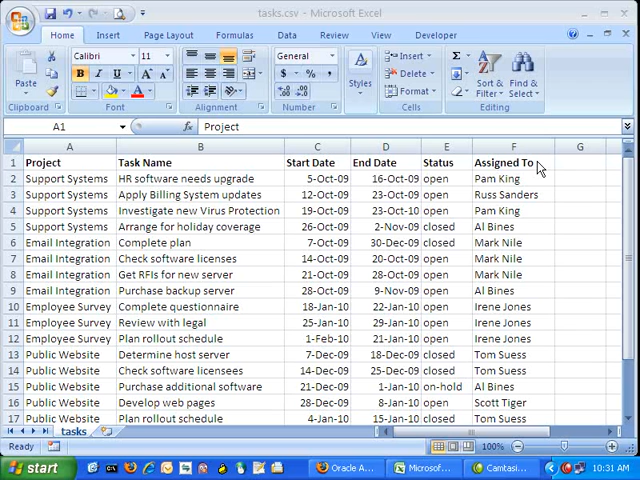 tasks.csv - Microsoft Excel
Home Insert Page Layout Formulas Data Review View Developer
Paste
Clipboard
Calibri 11
B I U A A
A
Font
Alignment
General
$ % ,
Number
Styles
Insert
Delete
Format
Cells
Σ
Sort & Filter
Find & Select
Editing
A1 fx Project
A B C D E F G
1 Project Task Name Start Date End Date Status Assigned To
2 Support Systems HR software needs upgrade 5-Oct-09 16-Oct-09 open Pam King
3 Support Systems Apply Billing System updates 12-Oct-09 23-Oct-09 open Russ Sanders
4 Support Systems Investigate new Virus Protection 19-Oct-09 23-Oct-10 open Pam King
5 Support Systems Arrange for holiday coverage 26-Oct-09 2-Nov-09 closed Al Bines
6 Email Integration Complete plan 7-Oct-09 30-Dec-09 closed Mark Nile
7 Email Integration Check software licenses 14-Oct-09 20-Oct-09 open Mark Nile
8 Email Integration Get RFIs for new server 21-Oct-09 28-Oct-09 open Mark Nile
9 Email Integration Purchase backup server 28-Oct-09 9-Nov-09 open Al Bines
10 Employee Survey Complete questionnaire 18-Jan-10 22-Jan-10 open Irene Jones
11 Employee Survey Review with legal 25-Jan-10 29-Jan-10 open Irene Jones
12 Employee Survey Plan rollout schedule 1-Feb-10 12-Jan-10 open Irene Jones
13 Public Website Determine host server 7-Dec-09 18-Dec-09 closed Tom Suess
14 Public Website Check software licensees 14-Dec-09 25-Dec-09 closed Tom Suess
15 Public Website Purchase additional software 21-Dec-09 1-Jan-10 on-hold Al Bines
16 Public Website Develop web pages 28-Dec-09 8-Jan-10 open Scott Tiger
17 Public Website Plan rollout schedule 4-Jan-10 15-Jan-10 closed Tom Suess
tasks
Ready 100%
start Oracle A... Microsof... Camtasi... 10:31 AM